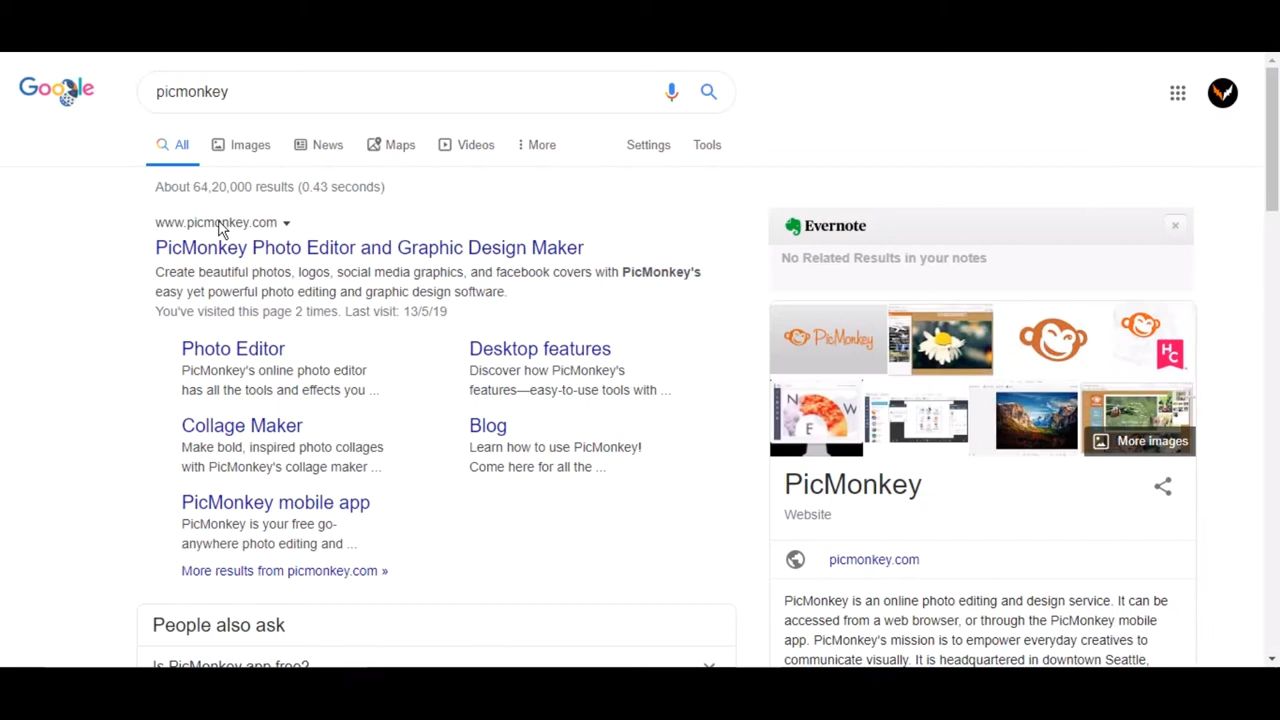 Google
picmonkey
All
Images
News
Maps
Videos
More
Settings
Tools
About 64,20,000 results (0.43 seconds)
www.picmonkey.com
PicMonkey Photo Editor and Graphic Design Maker
Create beautiful photos, logos, social media graphics, and facebook covers with PicMonkey's
easy yet powerful photo editing and graphic design software.
You've visited this page 2 times. Last visit: 13/5/19
Photo Editor
PicMonkey's online photo editor
has all the tools and effects you ...
Desktop features
Discover how PicMonkey's
features—easy-to-use tools with ...
Collage Maker
Make bold, inspired photo collages
with PicMonkey's collage maker ...
Blog
Learn how to use PicMonkey!
Come here for all the ...
PicMonkey mobile app
PicMonkey is your free go-
anywhere photo editing and ...
More results from picmonkey.com »
People also ask
Is PicMonkey app free?
Evernote
No Related Results in your notes
PicMonkey
HC
N W
E
More images
PicMonkey
Website
picmonkey.com
PicMonkey is an online photo editing and design service. It can be
accessed from a web browser, or through the PicMonkey mobile
app. PicMonkey's mission is to empower everyday creatives to
communicate visually. It is headquartered in downtown Seattle,